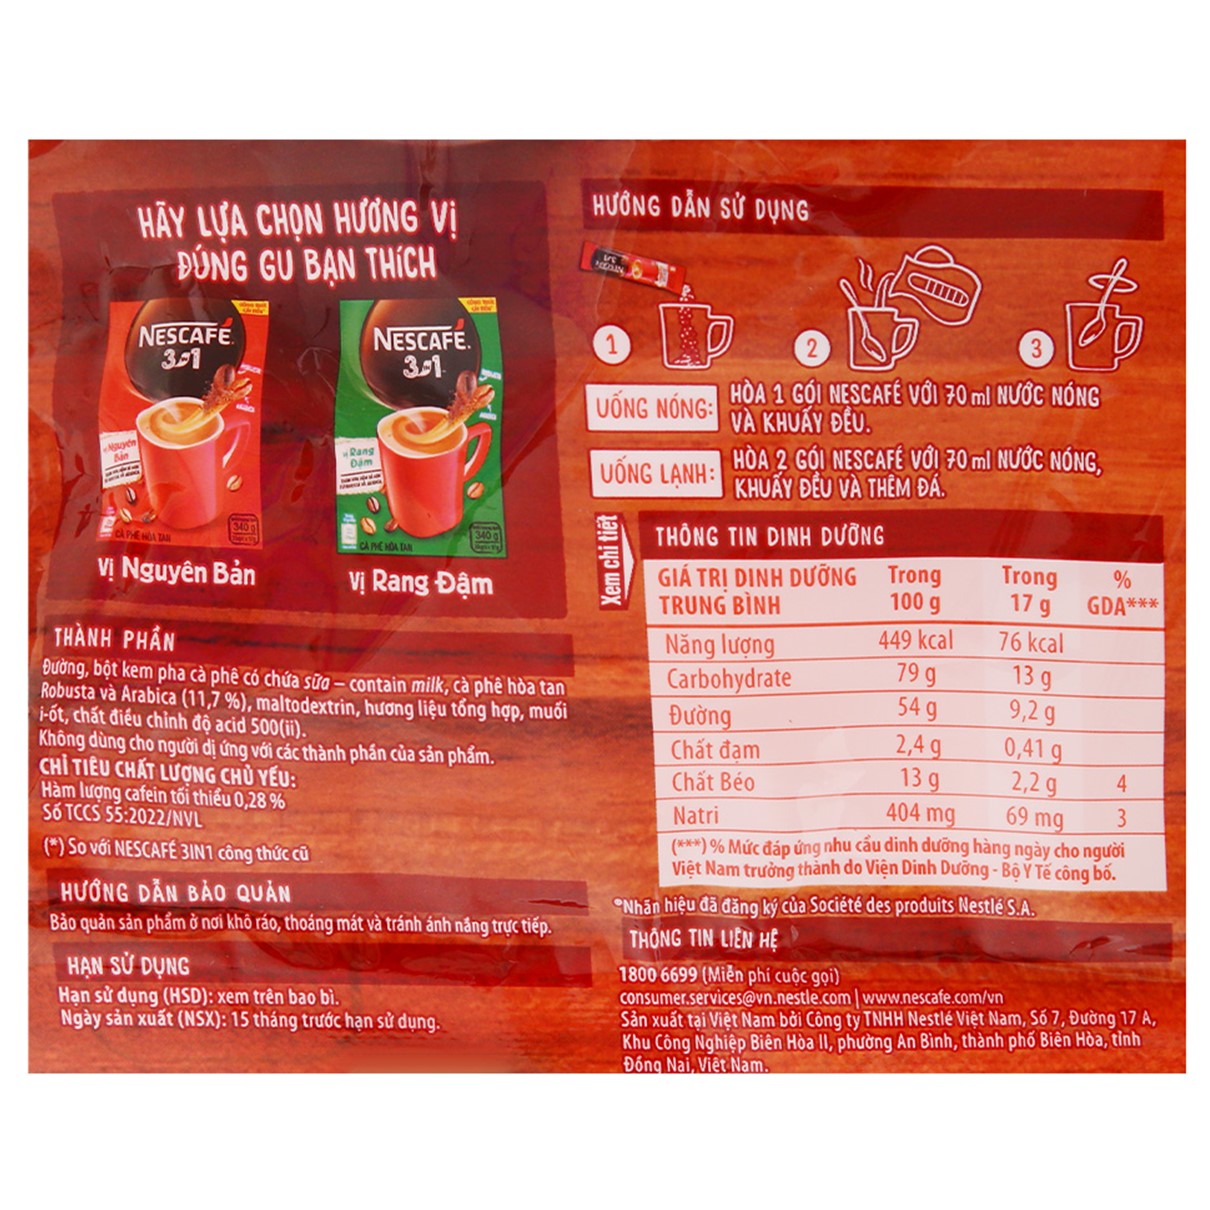 HÃY LỰA CHỌN HƯƠNG VỊ
ĐÚNG GU BẠN THÍCH
NESCAFÉ
3in1
vị Nguyên
Bản
CÀ PHÊ HÒA TAN
340 g
vị Nguyên Bản
NESCAFÉ.
3in1
vị Rang
Đậm
CÀ PHÊ HÒA TAN
340 g
vị Rang Đậm
THÀNH PHẦN
Đường, bột kem pha cà phê có chứa sữa – contain milk, cà phê hòa tan
Robusta và Arabica (11,7 %), maltodextrin, hương liệu tổng hợp, muối
i-ốt, chất điều chỉnh độ acid 500(ii).
Không dùng cho người dị ứng với các thành phần của sản phẩm.
CHỈ TIÊU CHẤT LƯỢNG CHỦ YẾU:
Hàm lượng cafein tối thiểu 0,28 %
Số TCCS 55:2022/NVL
(*) So với NESCAFÉ 3IN1 công thức cũ
HƯỚNG DẪN BẢO QUẢN
Bảo quản sản phẩm ở nơi khô ráo, thoáng mát và tránh ánh nắng trực tiếp.
HẠN SỬ DỤNG
Hạn sử dụng (HSD): xem trên bao bì.
Ngày sản xuất (NSX): 15 tháng trước hạn sử dụng.
HƯỚNG DẪN SỬ DỤNG
1
2
3
UỐNG NÓNG: HÒA 1 GÓI NESCAFÉ VỚI 70 ml NƯỚC NÓNG
VÀ KHUẤY ĐỀU.
UỐNG LẠNH: HÒA 2 GÓI NESCAFÉ VỚI 70 ml NƯỚC NÓNG,
KHUẤY ĐỀU VÀ THÊM ĐÁ.
Xem chi tiết
THÔNG TIN DINH DƯỠNG
GIÁ TRỊ DINH DƯỠNG Trong Trong %
TRUNG BÌNH 100 g 17 g GDA***
Năng lượng 449 kcal 76 kcal
Carbohydrate 79 g 13 g
Đường 54 g 9,2 g
Chất đạm 2,4 g 0,41 g
Chất Béo 13 g 2,2 g 4
Natri 404 mg 69 mg 3
(***) % Mức đáp ứng nhu cầu dinh dưỡng hàng ngày cho người
Việt Nam trưởng thành do Viện Dinh Dưỡng - Bộ Y Tế công bố.
®Nhãn hiệu đã đăng ký của Société des produits Nestlé S.A.
THÔNG TIN LIÊN HỆ
1800 6699 (Miễn phí cuộc gọi)
consumer.services@vn.nestle.com | www.nescafe.com/vn
Sản xuất tại Việt Nam bởi Công ty TNHH Nestlé Việt Nam, Số 7, Đường 17 A,
Khu Công Nghiệp Biên Hòa II, phường An Bình, thành phố Biên Hòa, tỉnh
Đồng Nai, Việt Nam.